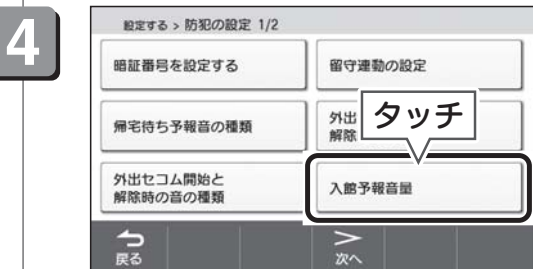 4
設定する > 防犯の設定 1/2
暗証番号を設定する
留守連動の設定
帰宅待ち予報音の種類
外出
解除
タッチ
外出セコム開始と
解除時の音の種類
入館予報音量
戻る
次へ